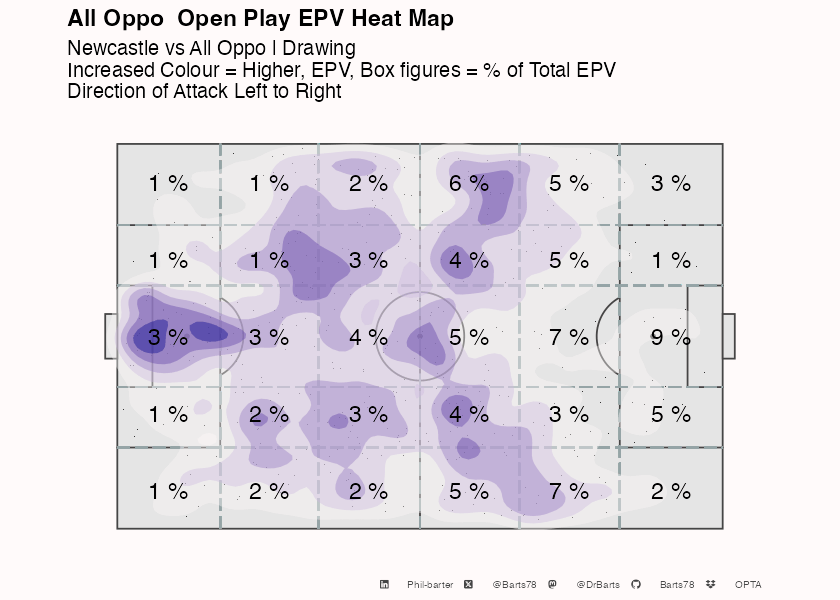 All Oppo  Open Play EPV Heat Map
Newcastle vs All Oppo | Drawing
Increased Colour = Higher, EPV, Box figures = % of Total EPV
Direction of Attack Left to Right
1 % 1 % 2 % 6 % 5 % 3 %
1 % 1 % 3 % 4 % 5 % 1 %
3 % 3 % 4 % 5 % 7 % 9 %
1 % 2 % 3 % 4 % 3 % 5 %
1 % 2 % 2 % 5 % 7 % 2 %
Phil-barter @Barts78 @DrBarts Barts78 OPTA